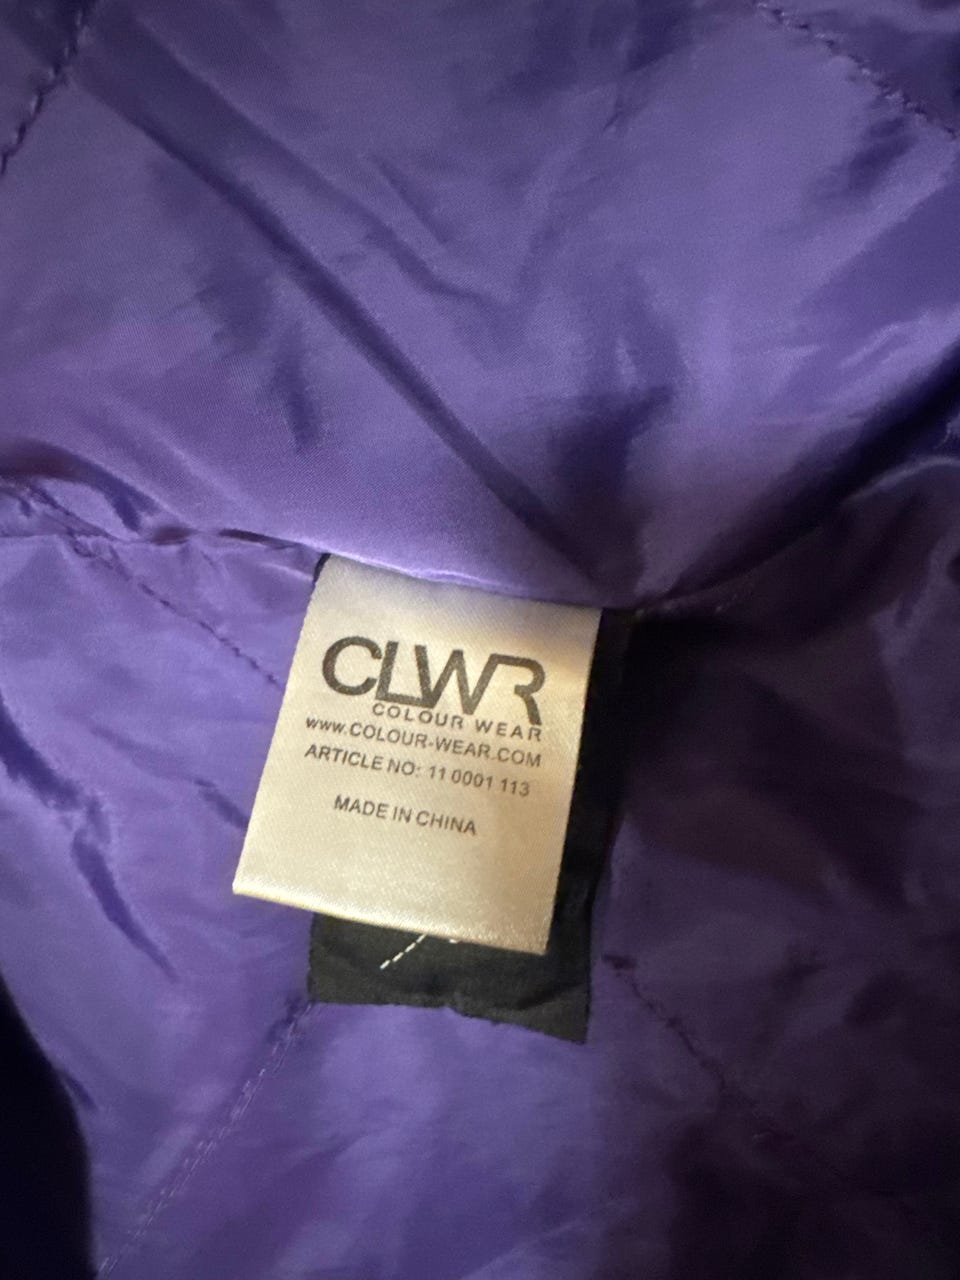 CLWR
COLOUR WEAR
www.COLOUR-WEAR.COM
ARTICLE NO: 11 0001 113
MADE IN CHINA